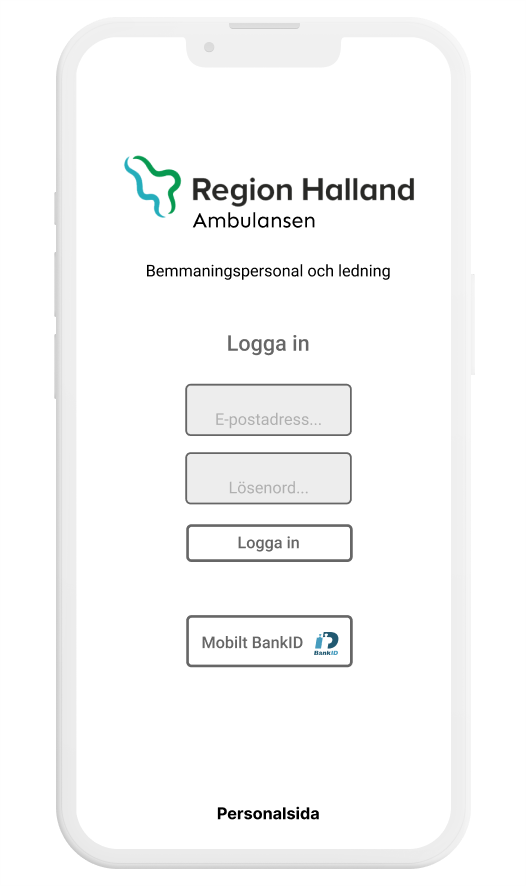 Region Halland
Ambulansen
Bemmaningspersonal och ledning
Logga in
E-postadress...
Lösenord...
Logga in
Mobilt BankID
BankID
Personalsida